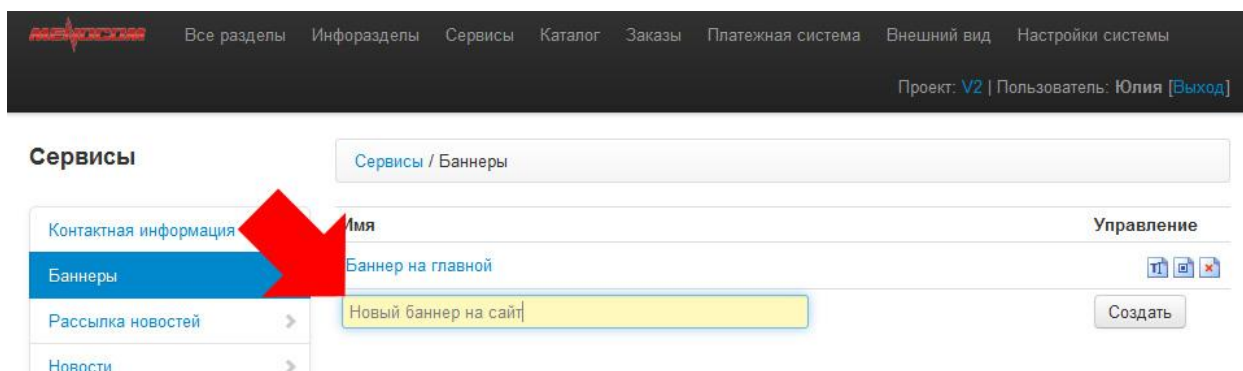 Все разделы Инфоразделы Сервисы Каталог Заказы Платежная система Внешний вид Настройки системы
Проект: V2 | Пользователь: Юлия [Выход]
Сервисы
Сервисы / Баннеры
Контактная информация
Имя Управление
Баннеры
Баннер на главной
Новый баннер на сайт
Рассылка новостей
Создать
Новости